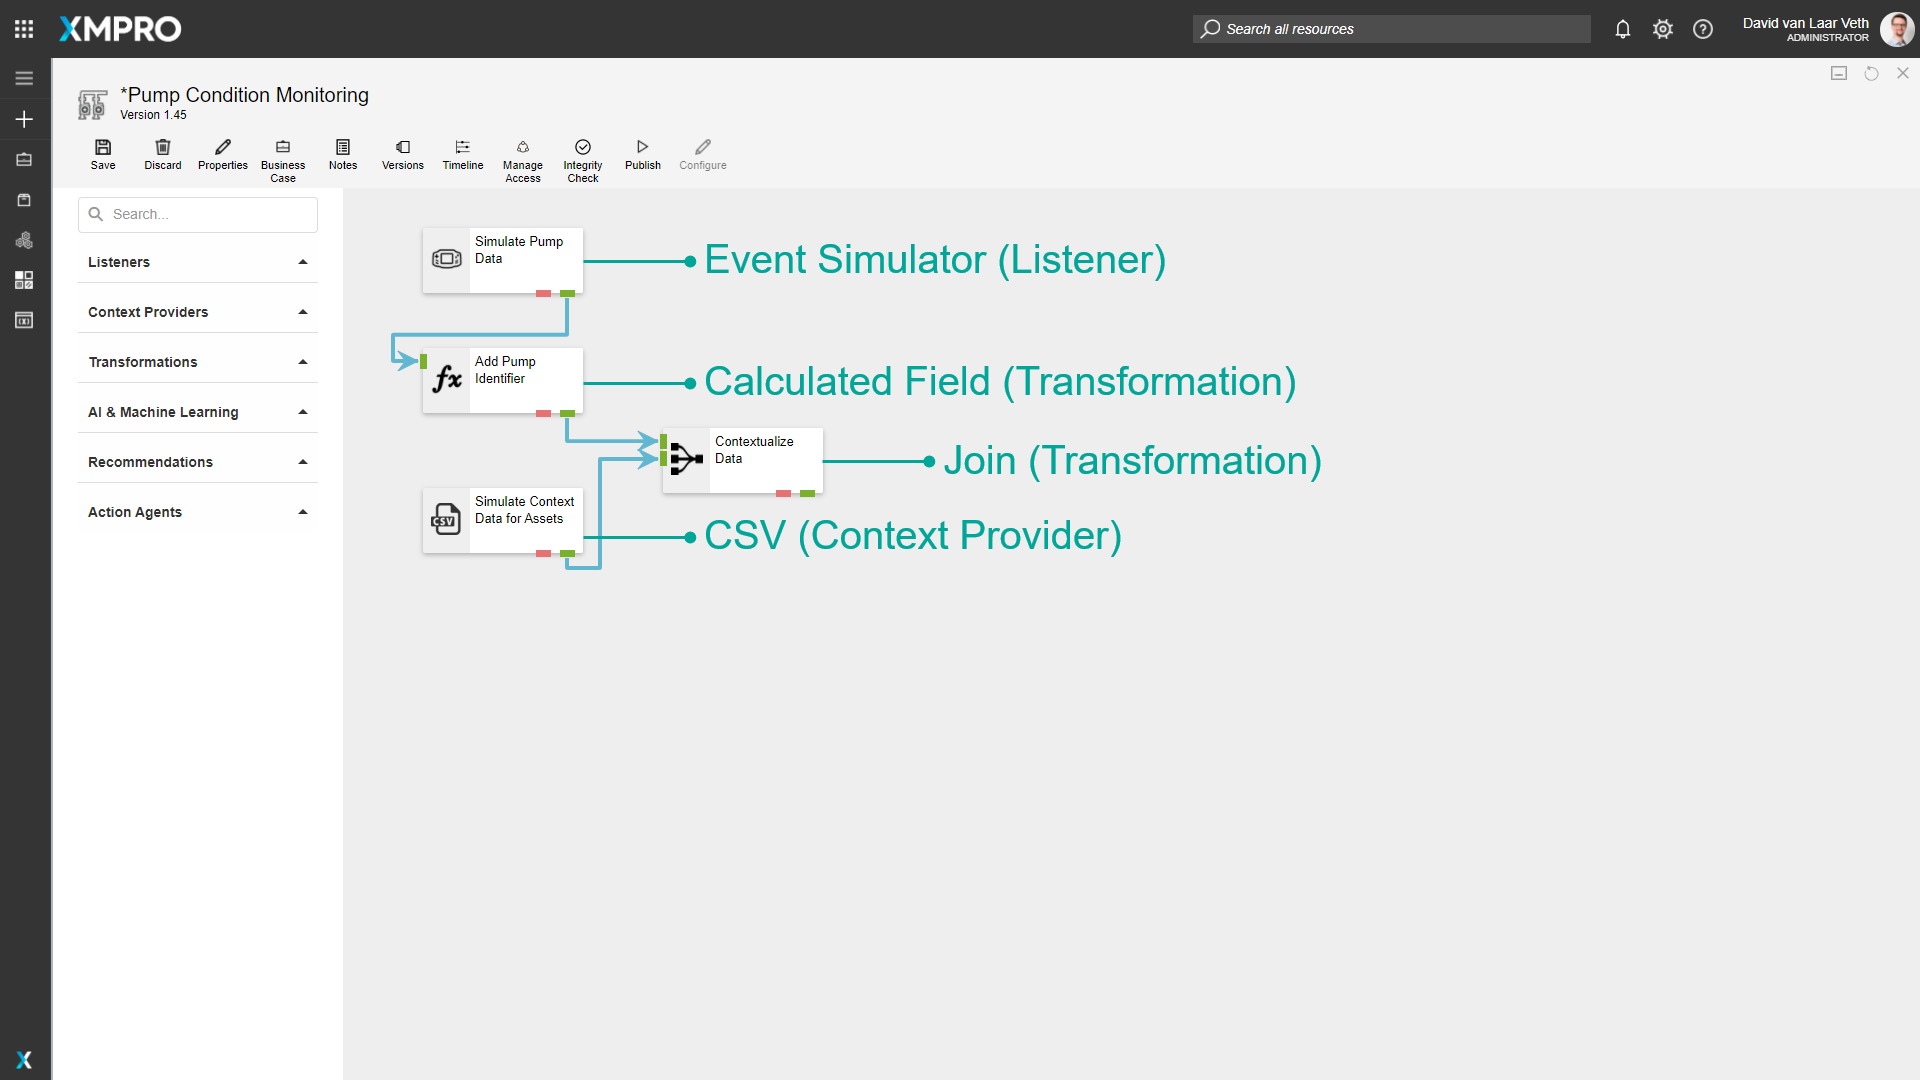 XMPRO
Search all resources
David van Laar Veth
ADMINISTRATOR
*Pump Condition Monitoring
Version 1.45
Save
Discard
Properties
Business
Case
Notes
Versions
Timeline
Manage
Access
Integrity
Check
Publish
Configure
Search...
Listeners
Context Providers
Transformations
AI & Machine Learning
Recommendations
Action Agents
Simulate Pump
Data
Event Simulator (Listener)
fx
Add Pump
Identifier
Calculated Field (Transformation)
Contextualize
Data
Join (Transformation)
CSV
Simulate Context
Data for Assets
CSV (Context Provider)